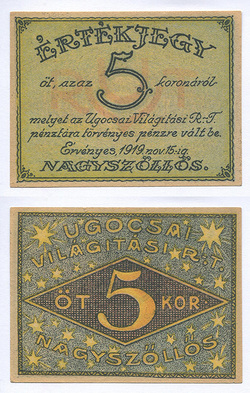 ÉRTÉKJEGY
öt, azaz 5 koronáról
melyet az Ugocsai Világitási R.-T.
pénztára törvényes pénzre vált be.
Érvényes, 1919. nov. 15-ig.
NAGYSZÖLLÖS.
UGOCSAI
VILÁGITÁSI R.T.
ÖT 5 KOR.
NAGYSZŐLLŐS